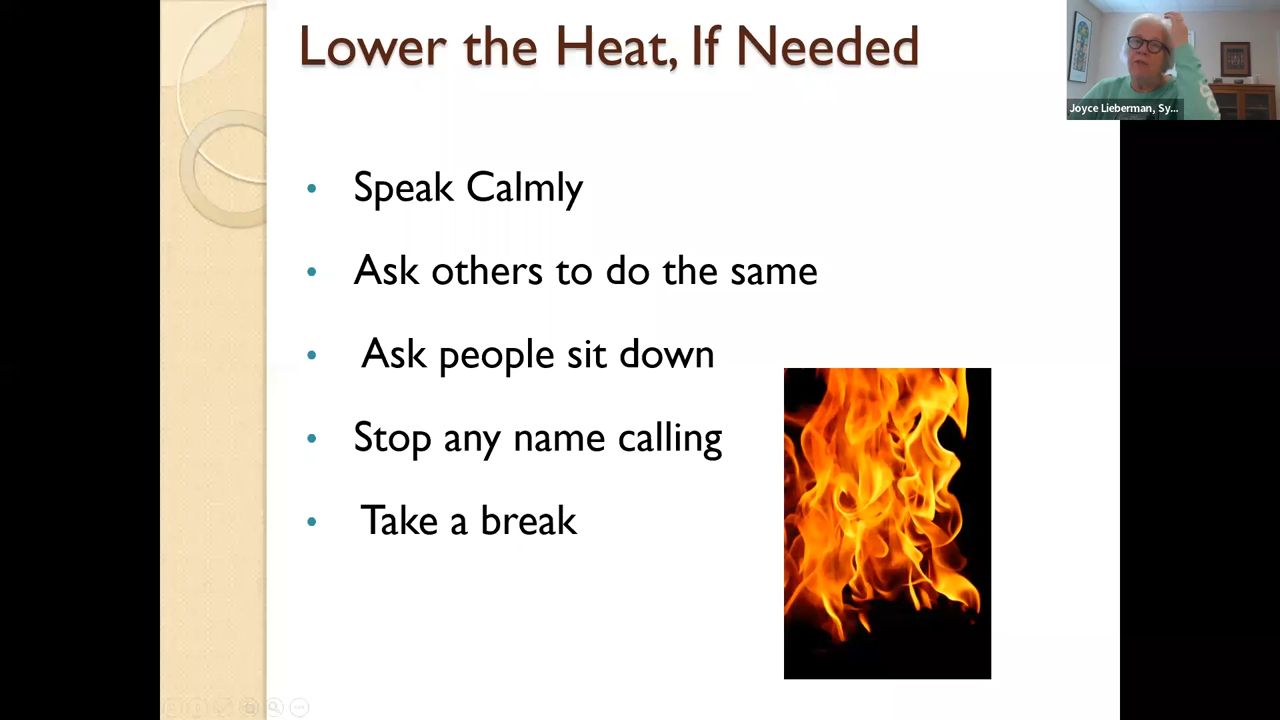 Lower the Heat, If Needed
Joyce Lieberman, Sy...
• Speak Calmly
• Ask others to do the same
• Ask people sit down
• Stop any name calling
• Take a break